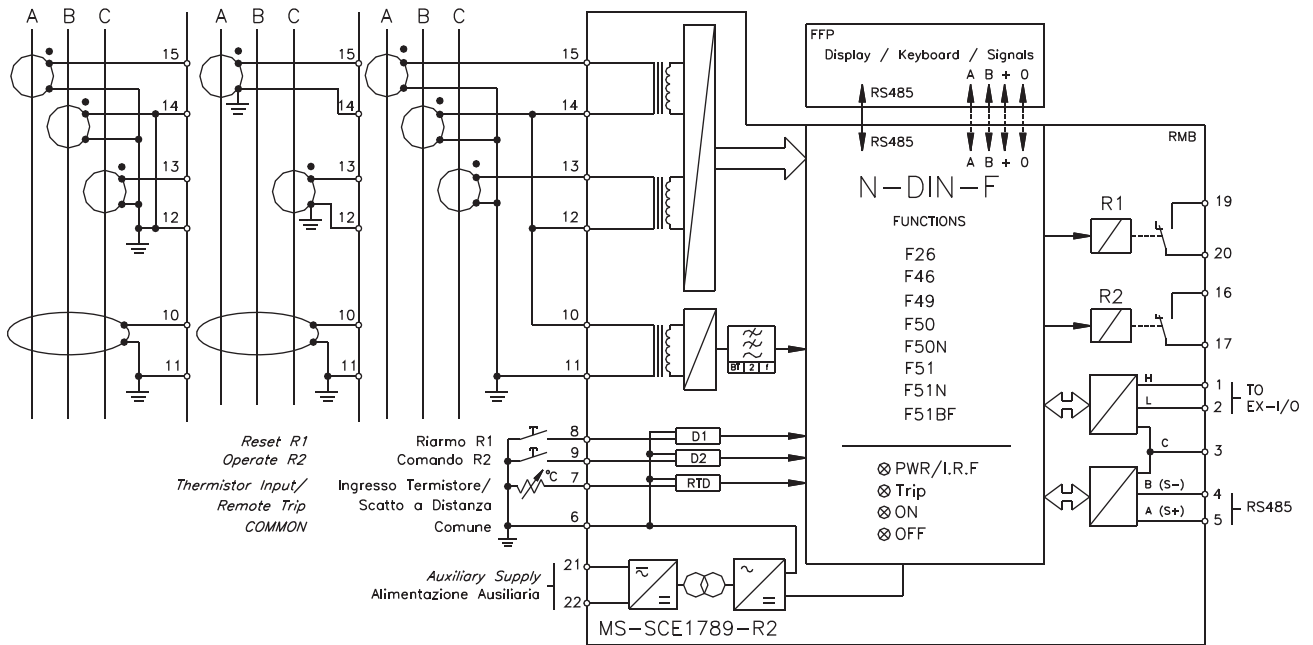 A B C
A B C
A B C
15
14
13
12
10
11
15
14
13
12
10
11
15
14
13
12
10
11
FFP
Display / Keyboard / Signals
A B + 0
RS485
RS485
A B + 0
RMB
N-DIN-F
FUNCTIONS
F26
F46
F49
F50
F50N
F51
F51N
F51BF
PWR/I.R.F
Trip
ON
OFF
2 f
R1
19
20
R2
16
17
H
1
L
2
TO
EX-I/O
C
3
B (S-)
4
A (S+)
5
RS485
Reset R1 Riarmo R1 8 D1
Operate R2 Comando R2 9 D2
Thermistor Input/ Ingresso Termistore/ °C 7 RTD
Remote Trip Scatto a Distanza
COMMON Comune 6
Auxiliary Supply 21
Alimentazione Ausiliaria 22
MS-SCE1789-R2